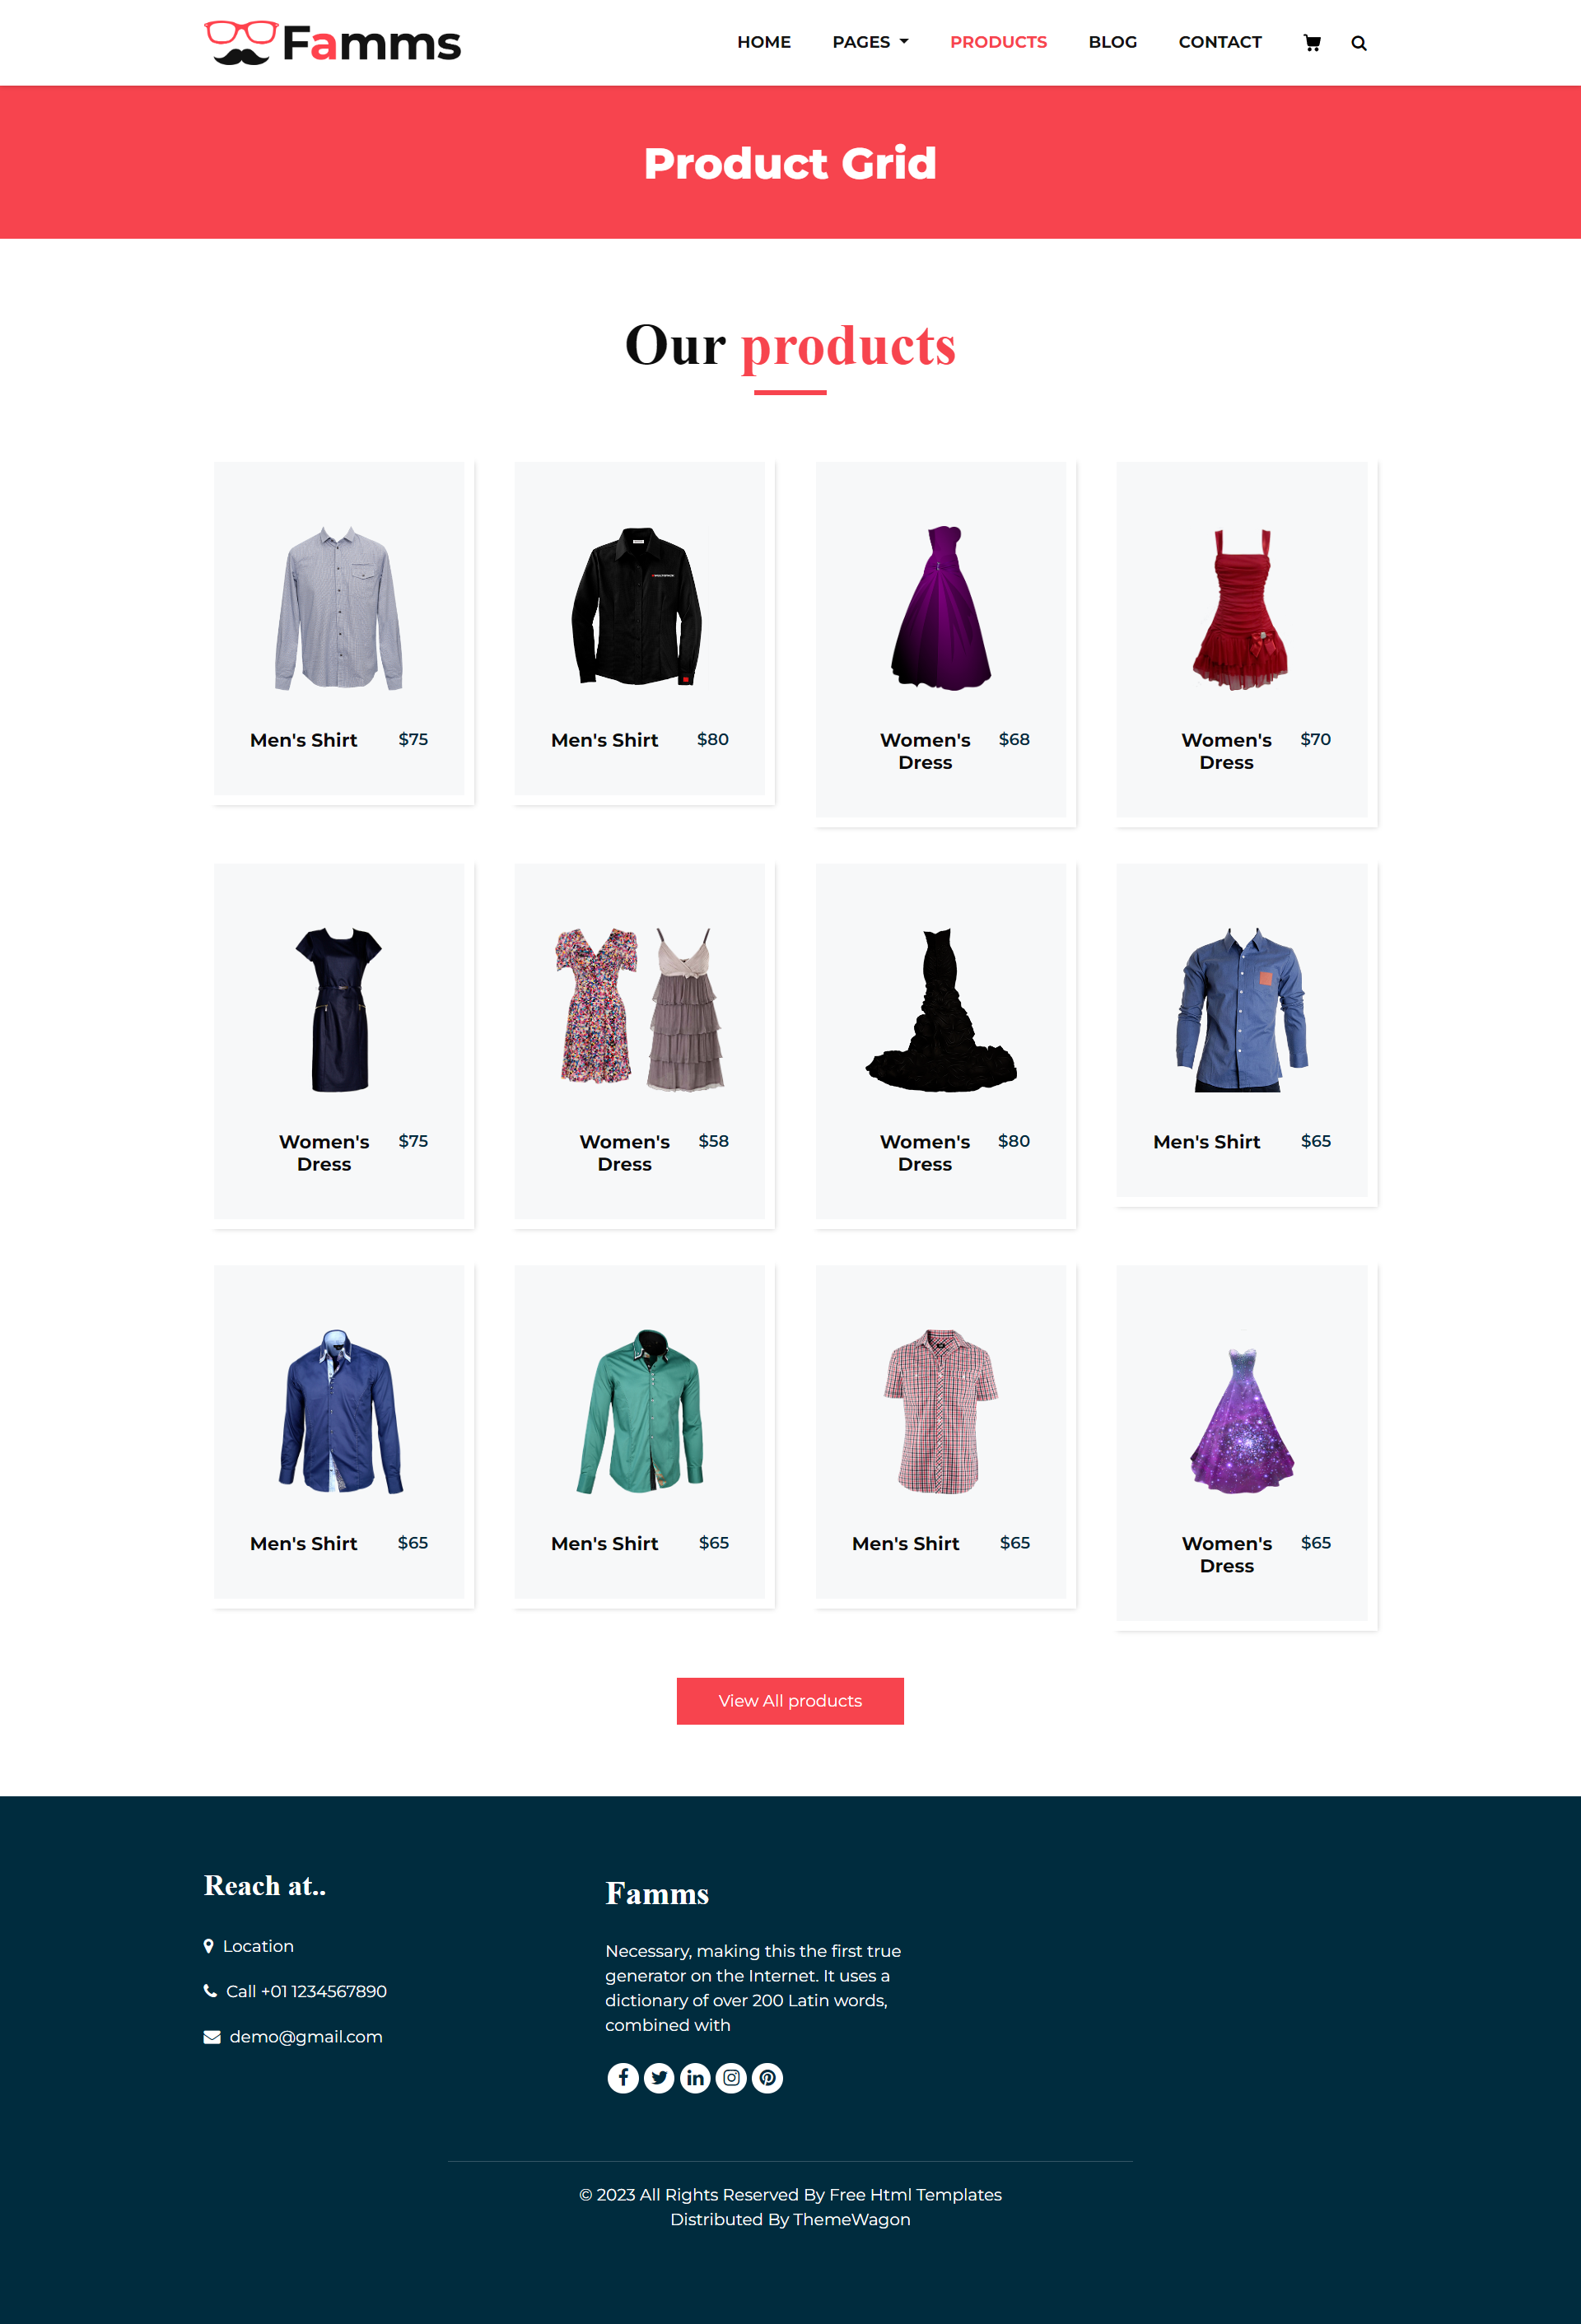 Famms
HOME PAGES PRODUCTS BLOG CONTACT
Product Grid
Our products
Men's Shirt $75
Men's Shirt $80
Women's $68
Dress
Women's $70
Dress
Women's $75
Dress
Women's $58
Dress
Women's $80
Dress
Men's Shirt $65
Men's Shirt $65
Men's Shirt $65
Men's Shirt $65
Women's $65
Dress
View All products
Reach at..
Location
Call +01 1234567890
demo@gmail.com
Famms
Necessary, making this the first true
generator on the Internet. It uses a
dictionary of over 200 Latin words,
combined with
© 2023 All Rights Reserved By Free Html Templates
Distributed By ThemeWagon